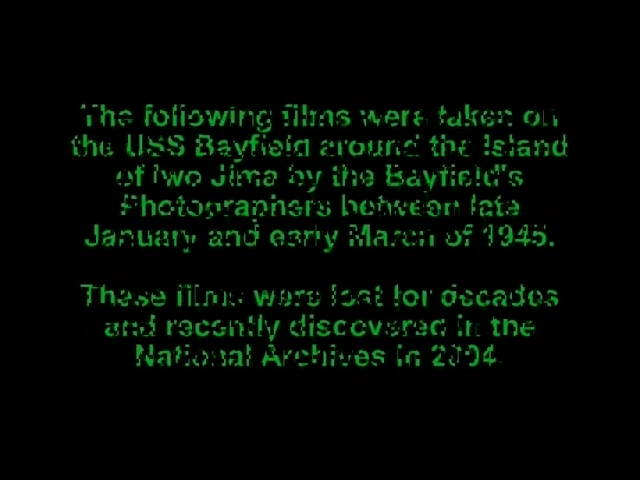 The following films were taken on
the USS Bayfield around the Island
of Iwo Jima by the Bayfield's
Photographers between late
January and early March of 1945.
These films were lost for decades
and recently discovered in the
National Archives in 2004.